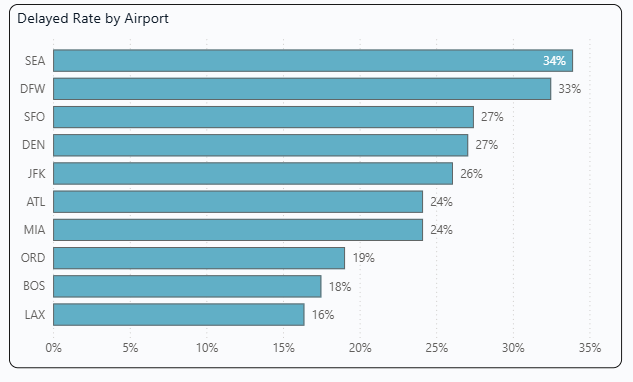 Delayed Rate by Airport
SEA 34%
DFW 33%
SFO 27%
DEN 27%
JFK 26%
ATL 24%
MIA 24%
ORD 19%
BOS 18%
LAX 16%
0% 5% 10% 15% 20% 25% 30% 35%